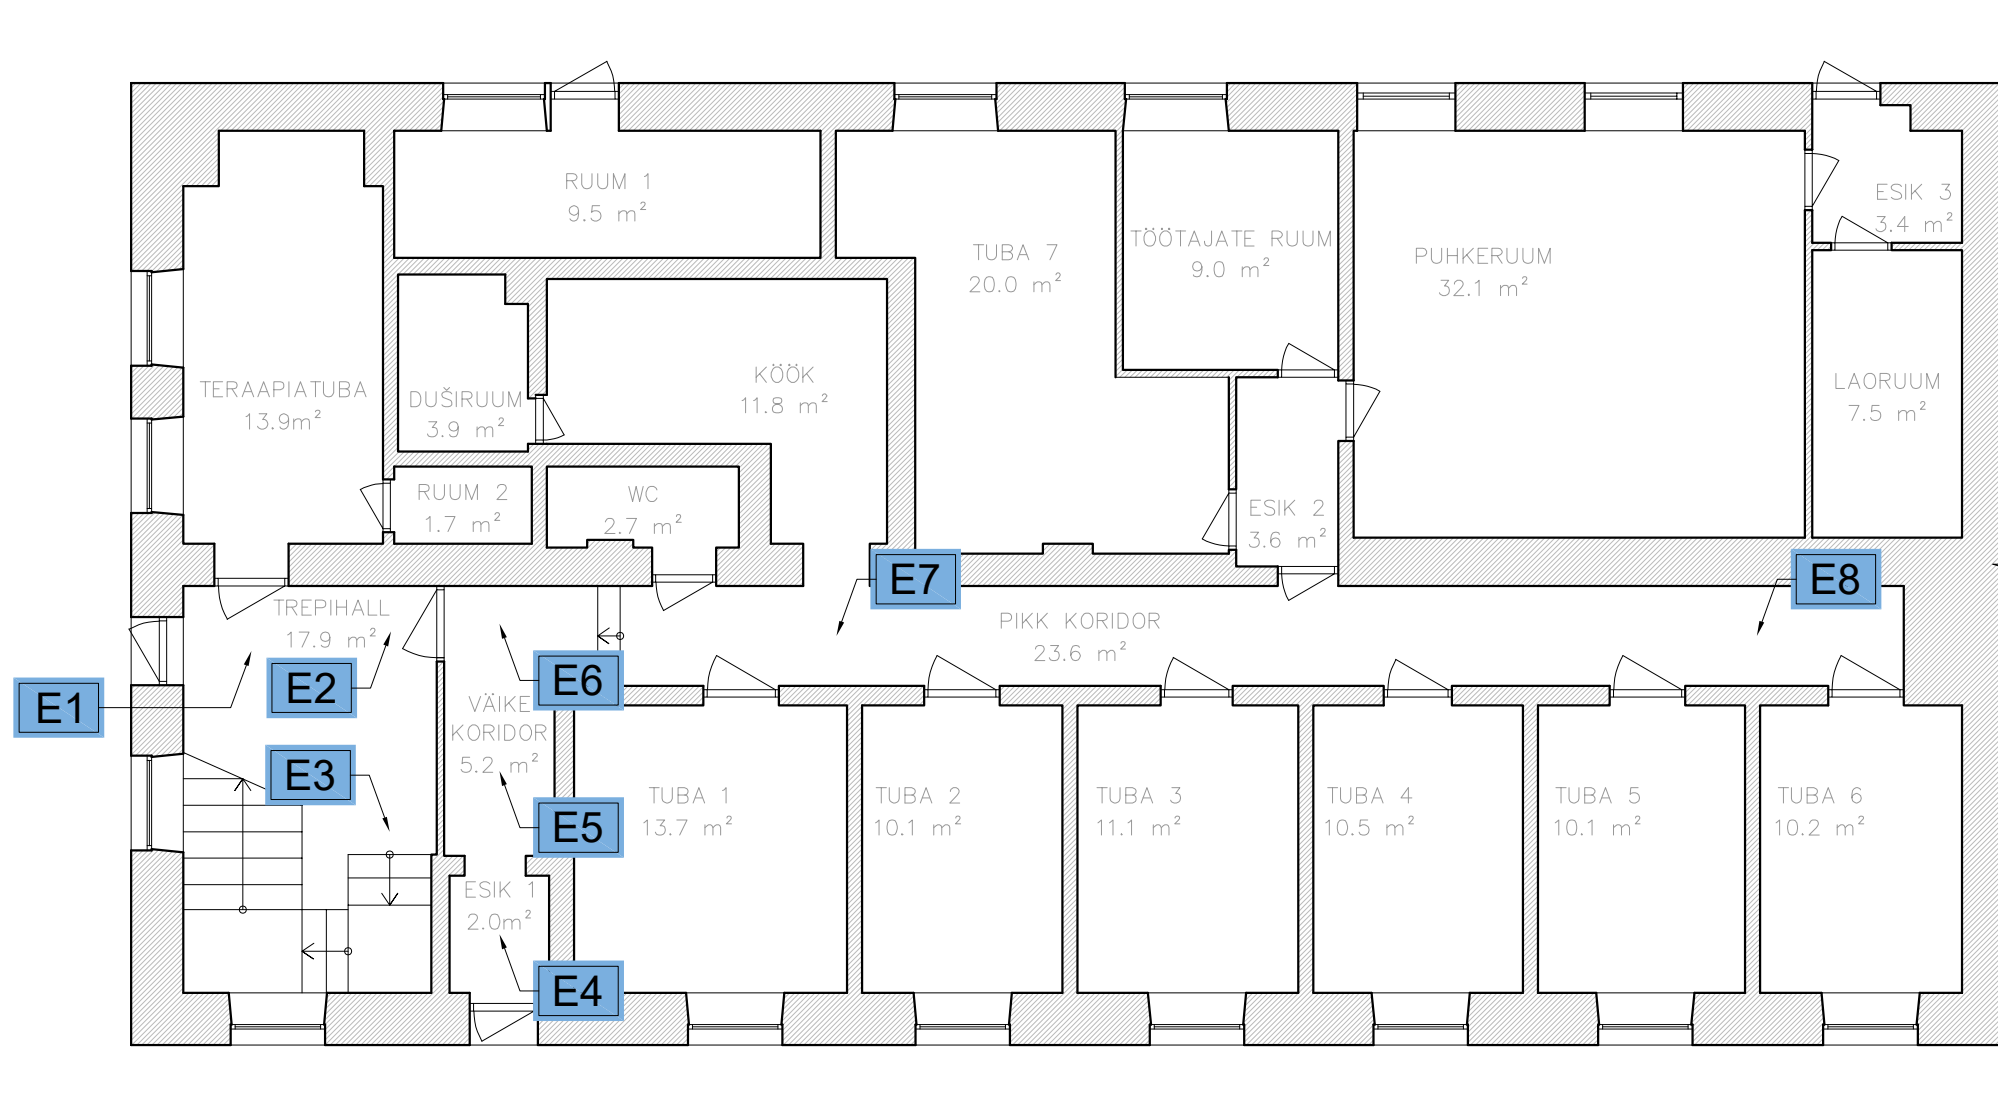 RUUM 1
9.5 m²
ESIK 3
3.4 m²
TUBA 7
20.0 m²
TÖÖTAJATE RUUM
9.0 m²
PUHKERUUM
32.1 m²
TERAAPIATUBA
13.9m²
DUŠIRUUM
3.9 m²
KÖÖK
11.8 m²
LAORUUM
7.5 m²
RUUM 2
1.7 m²
WC
2.7 m²
ESIK 2
3.6 m²
E7
E8
TREPIHALL
17.9 m²
PIKK KORIDOR
23.6 m²
E1
E2
E6
VÄIKE
KORIDOR
5.2 m²
E3
E5
TUBA 1
13.7 m²
TUBA 2
10.1 m²
TUBA 3
11.1 m²
TUBA 4
10.5 m²
TUBA 5
10.1 m²
TUBA 6
10.2 m²
ESIK 1
2.0m²
E4